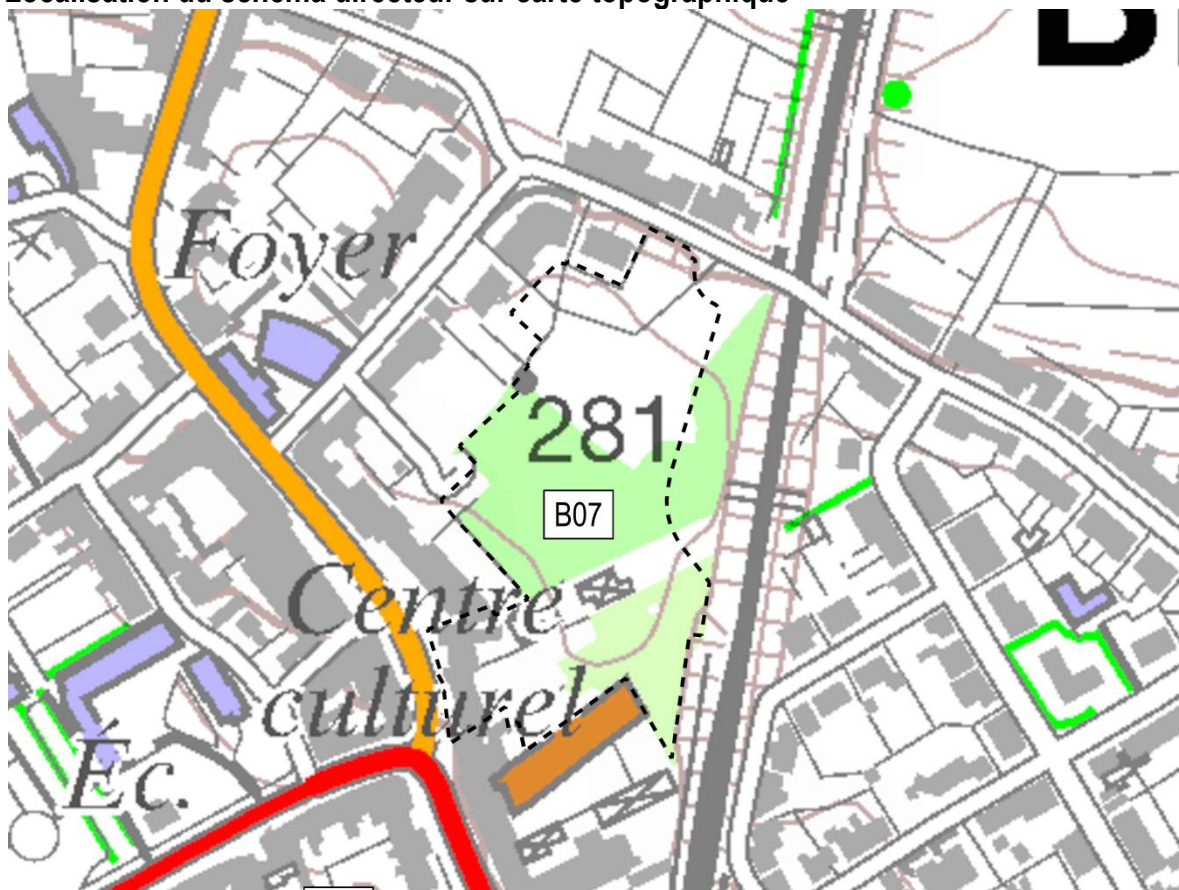 Localisation du schéma directeur sur carte topographique
Foyer
281
B07
Centre
culturel
Éc.